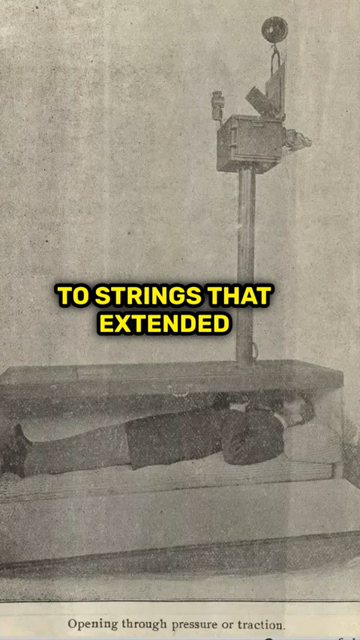 TO STRINGS THAT
EXTENDED
Opening through pressure or traction.